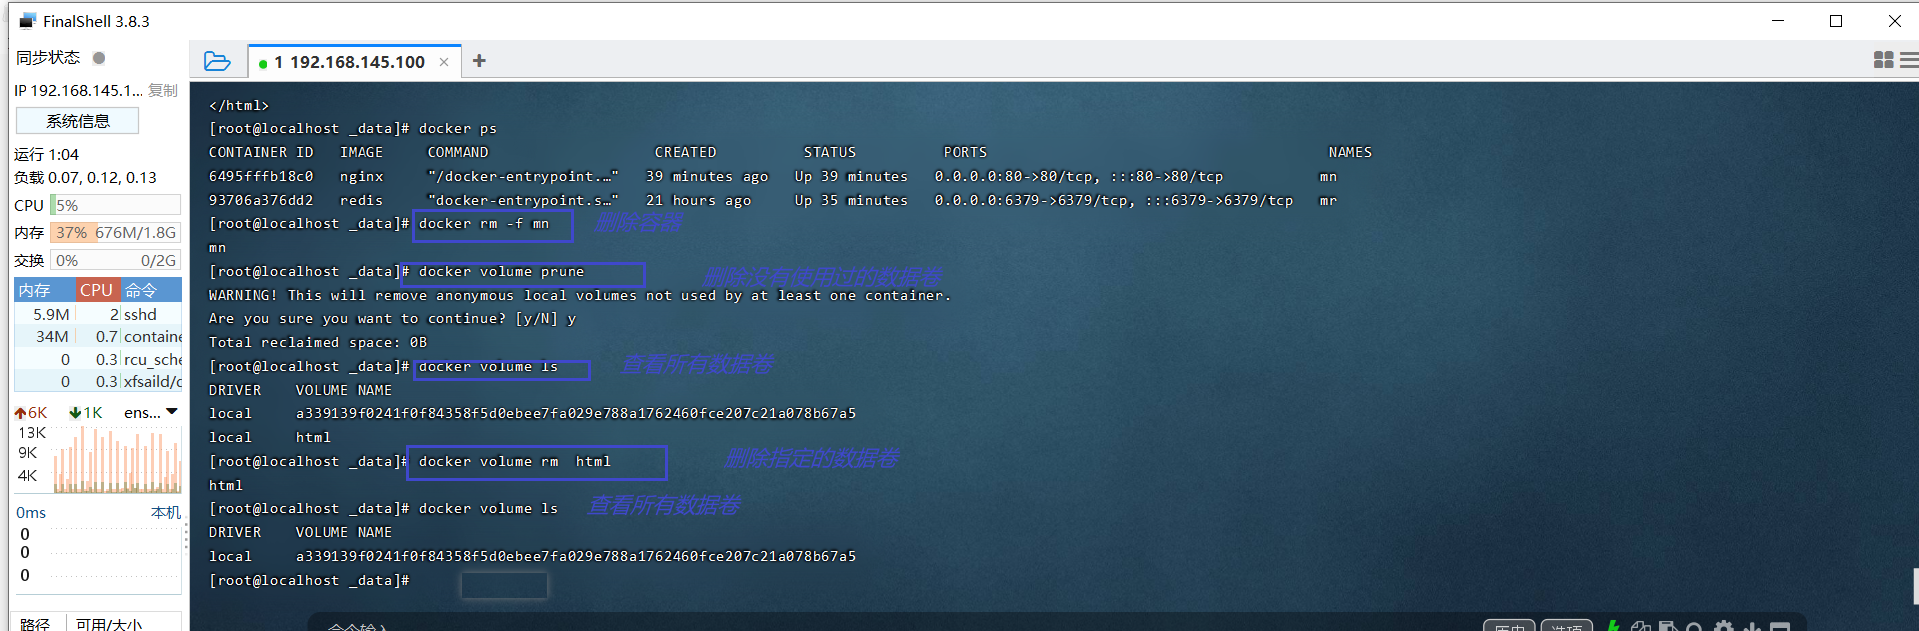 FinalShell 3.8.3
同步状态
IP 192.168.145.1... 复制
系统信息
运行 1:04
负载 0.07, 0.12, 0.13
CPU 5%
内存 37% 676M/1.8G
交换 0% 0/2G
内存 CPU 命令
5.9M 2 sshd
34M 0.7 containe
0 0.3 rcu_sche
0 0.3 xfsaild/d
6K 1K ens...
13K
9K
4K
0ms 本机
0
0
0
路径 可用/大小
1 192.168.145.100
</html>
[root@localhost _data]# docker ps
CONTAINER ID IMAGE COMMAND CREATED STATUS PORTS NAMES
6495fffb18c0 nginx "/docker-entrypoint.…" 39 minutes ago Up 39 minutes 0.0.0.0:80->80/tcp, :::80->80/tcp mn
93706a376dd2 redis "docker-entrypoint.s…" 21 hours ago Up 35 minutes 0.0.0.0:6379->6379/tcp, :::6379->6379/tcp mr
[root@localhost _data]# docker rm -f mn 删除容器
mn
[root@localhost _data]# docker volume prune 删除没有使用过的数据卷
WARNING! This will remove anonymous local volumes not used by at least one container.
Are you sure you want to continue? [y/N] y
Total reclaimed space: 0B
[root@localhost _data]# docker volume ls 查看所有数据卷
DRIVER VOLUME NAME
local a339139f0241f0f84358f5d0ebee7fa029e788a1762460fce207c21a078b67a5
local html
[root@localhost _data]# docker volume rm html 删除指定的数据卷
html
[root@localhost _data]# docker volume ls 查看所有数据卷
DRIVER VOLUME NAME
local a339139f0241f0f84358f5d0ebee7fa029e788a1762460fce207c21a078b67a5
[root@localhost _data]#
命令输入
历史 选项